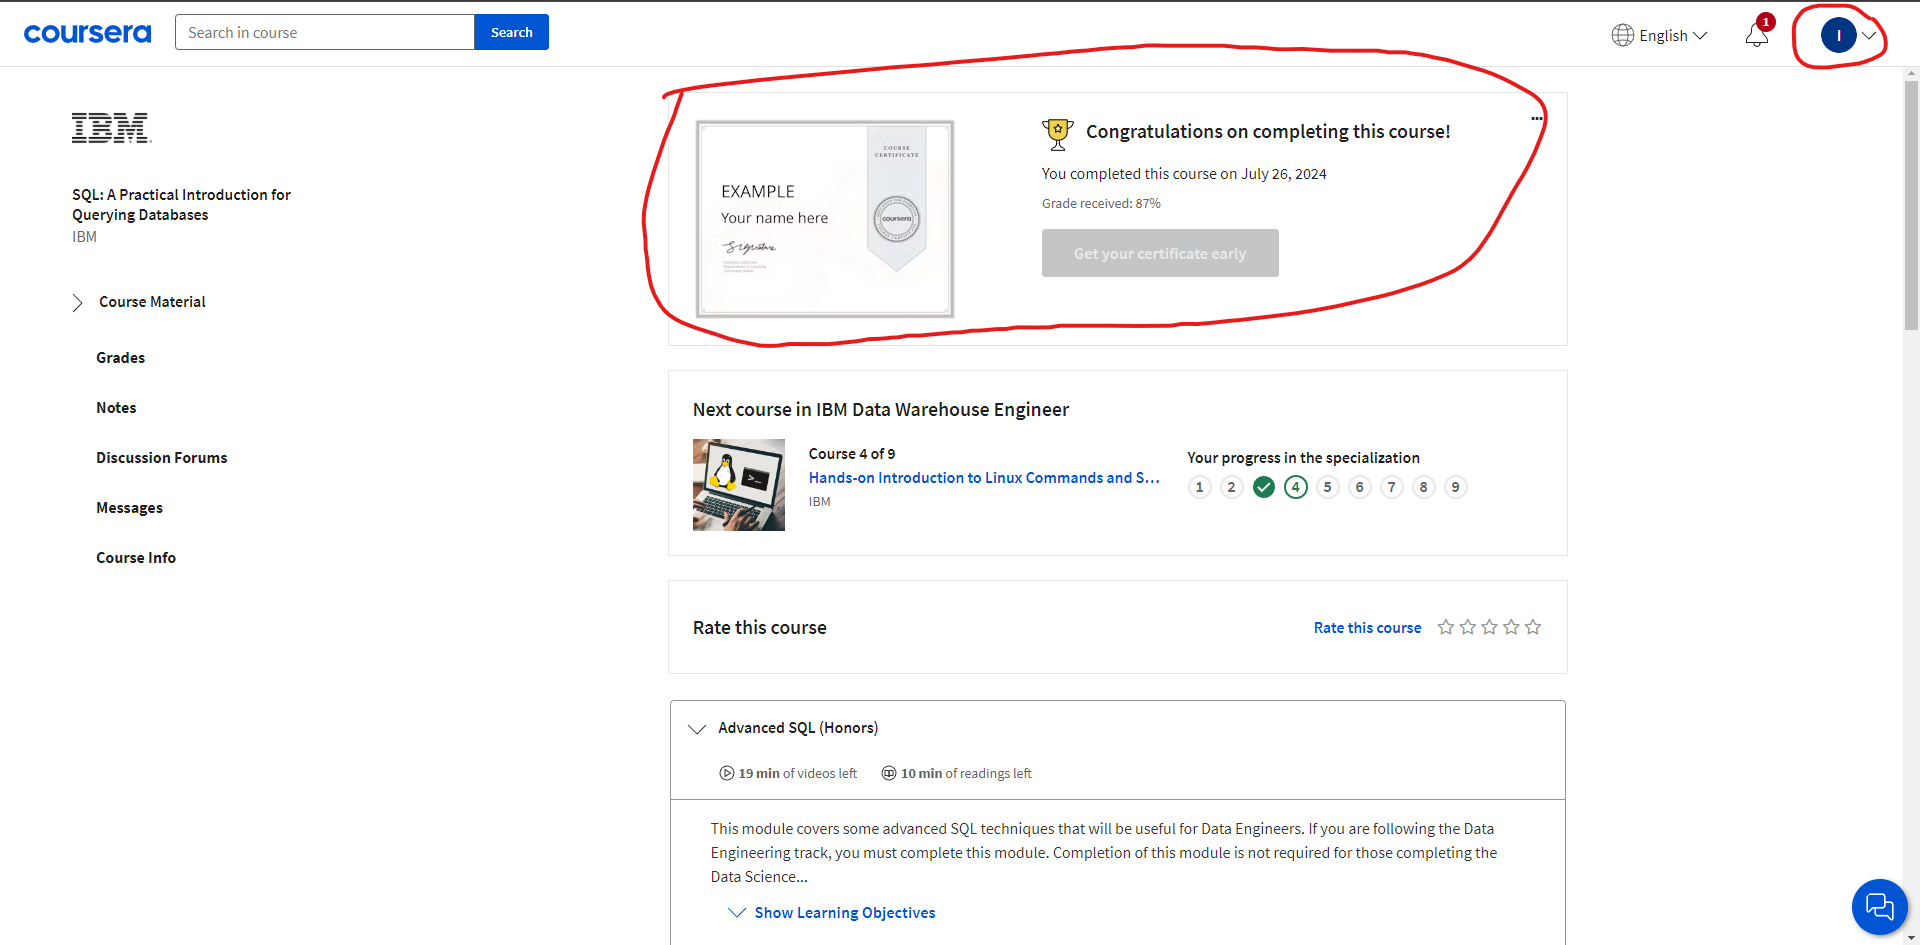 coursera
Search in course
Search
English
1
I
IBM
SQL: A Practical Introduction for
Querying Databases
IBM
Course Material
Grades
Notes
Discussion Forums
Messages
Course Info
COURSE
CERTIFICATE
EXAMPLE
Your name here
Signature
coursera
Congratulations on completing this course!
You completed this course on July 26, 2024
Grade received: 87%
Get your certificate early
Next course in IBM Data Warehouse Engineer
Course 4 of 9
Hands-on Introduction to Linux Commands and S...
IBM
Your progress in the specialization
1 2 4 5 6 7 8 9
Rate this course
Rate this course
Advanced SQL (Honors)
19 min of videos left
10 min of readings left
This module covers some advanced SQL techniques that will be useful for Data Engineers. If you are following the Data
Engineering track, you must complete this module. Completion of this module is not required for those completing the
Data Science...
Show Learning Objectives